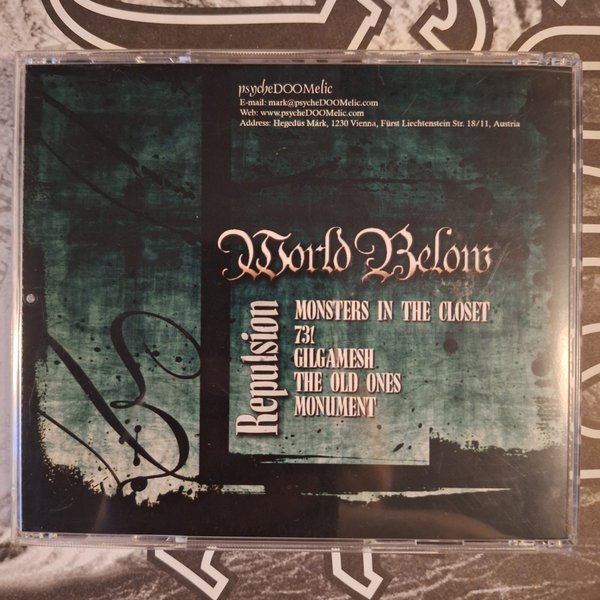 psycheDOOMelic
E-mail: mark@psycheDOOMelic.com
Web: www.psycheDOOMelic.com
Address: Hegedüs Márk, 1230 Vienna, Fürst Liechtenstein Str. 18/11, Austria
World Below
Repulsion
MONSTERS IN THE CLOSET
731
GILGAMESH
THE OLD ONES
MONUMENT